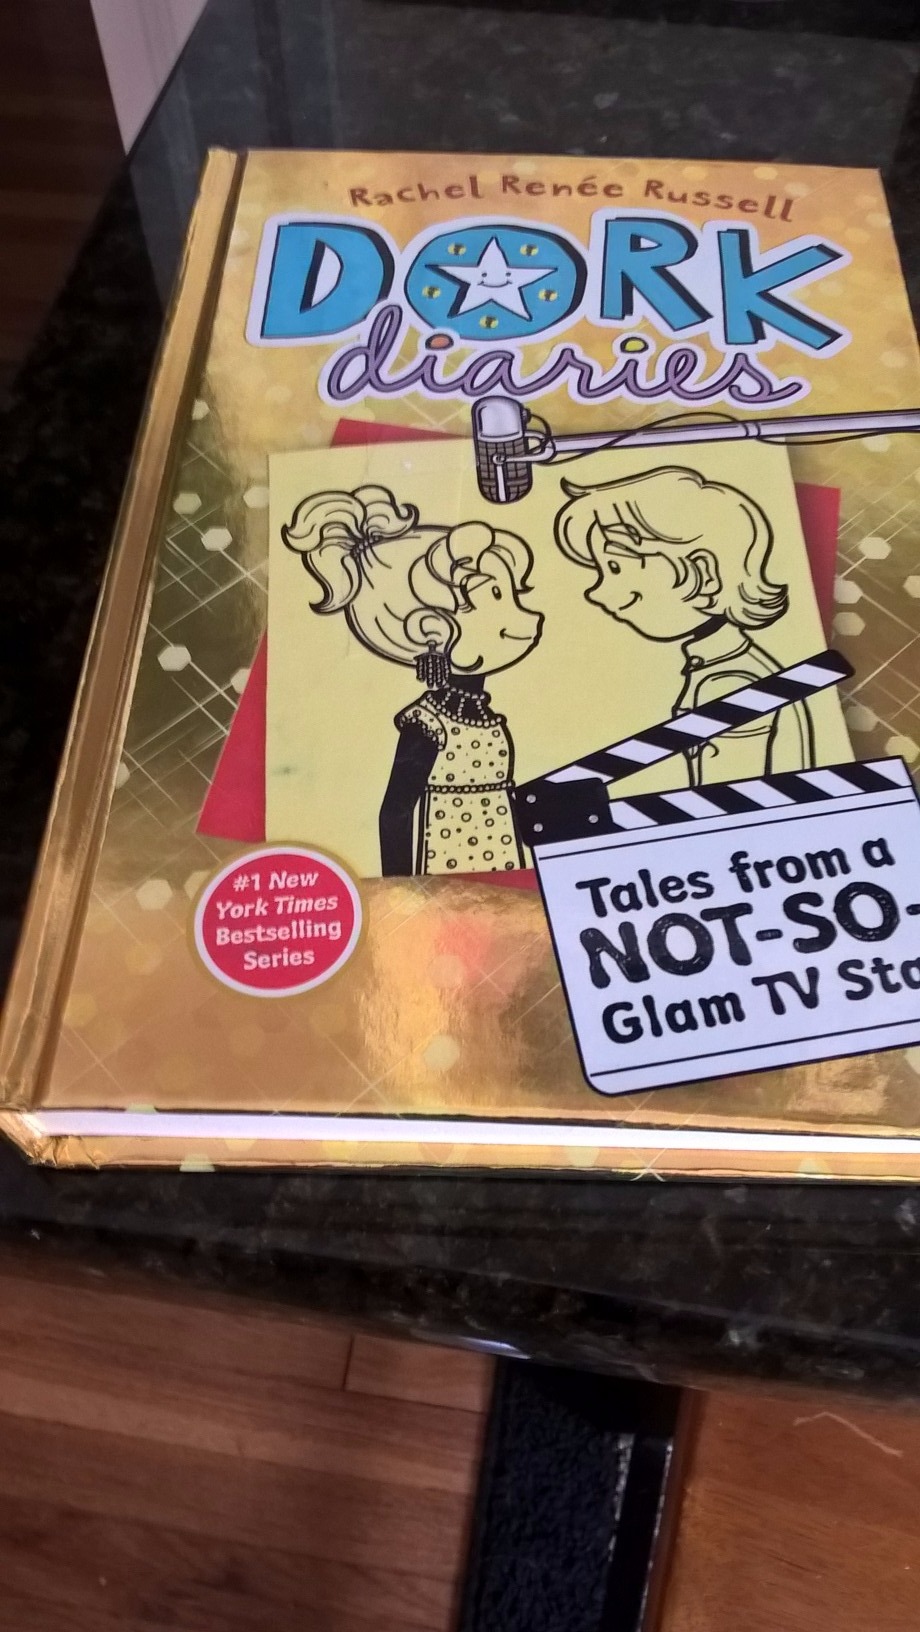 Rachel Renée Russell
DORK
diaries
Tales from a
NOT-SO-
Glam TV Sta
#1 New
York Times
Bestselling
Series